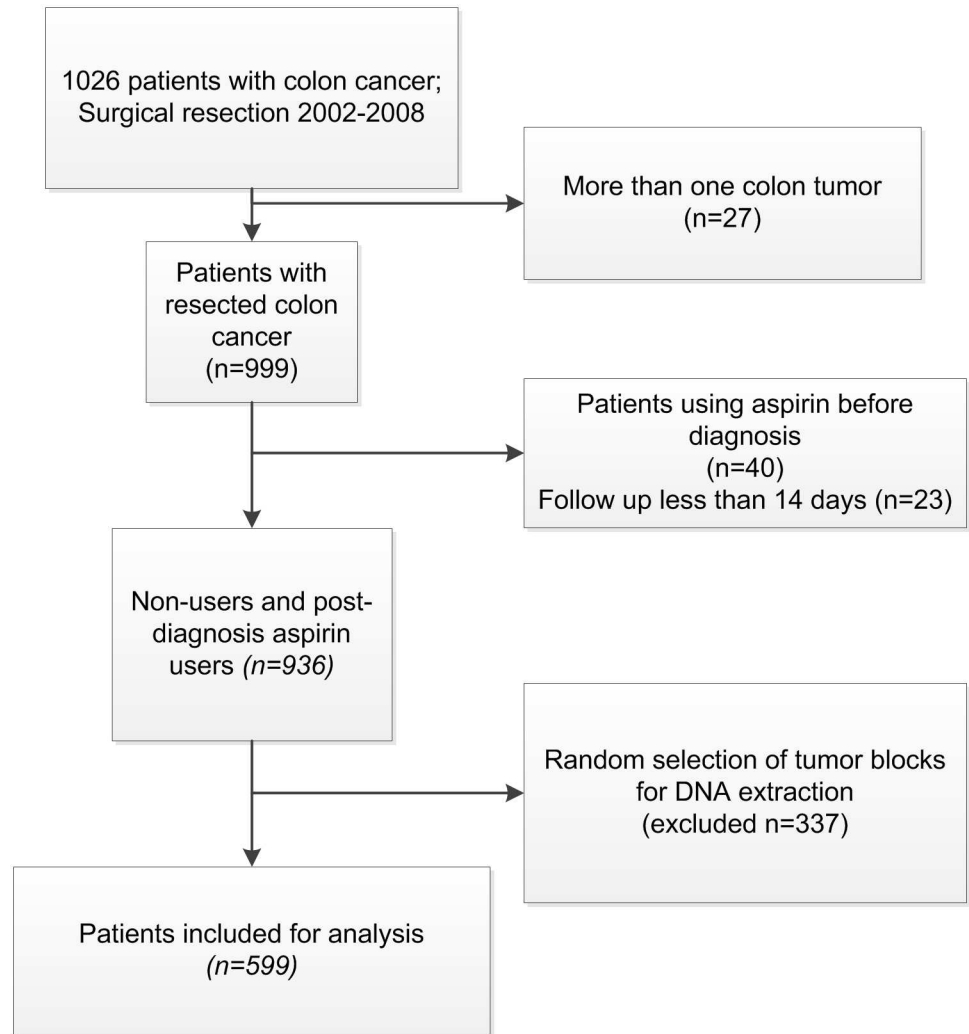 1026 patients with colon cancer;
Surgical resection 2002-2008
More than one colon tumor
(n=27)
Patients with
resected colon
cancer
(n=999)
Patients using aspirin before
diagnosis
(n=40)
Follow up less than 14 days (n=23)
Non-users and post-
diagnosis aspirin
users (n=936)
Random selection of tumor blocks
for DNA extraction
(excluded n=337)
Patients included for analysis
(n=599)